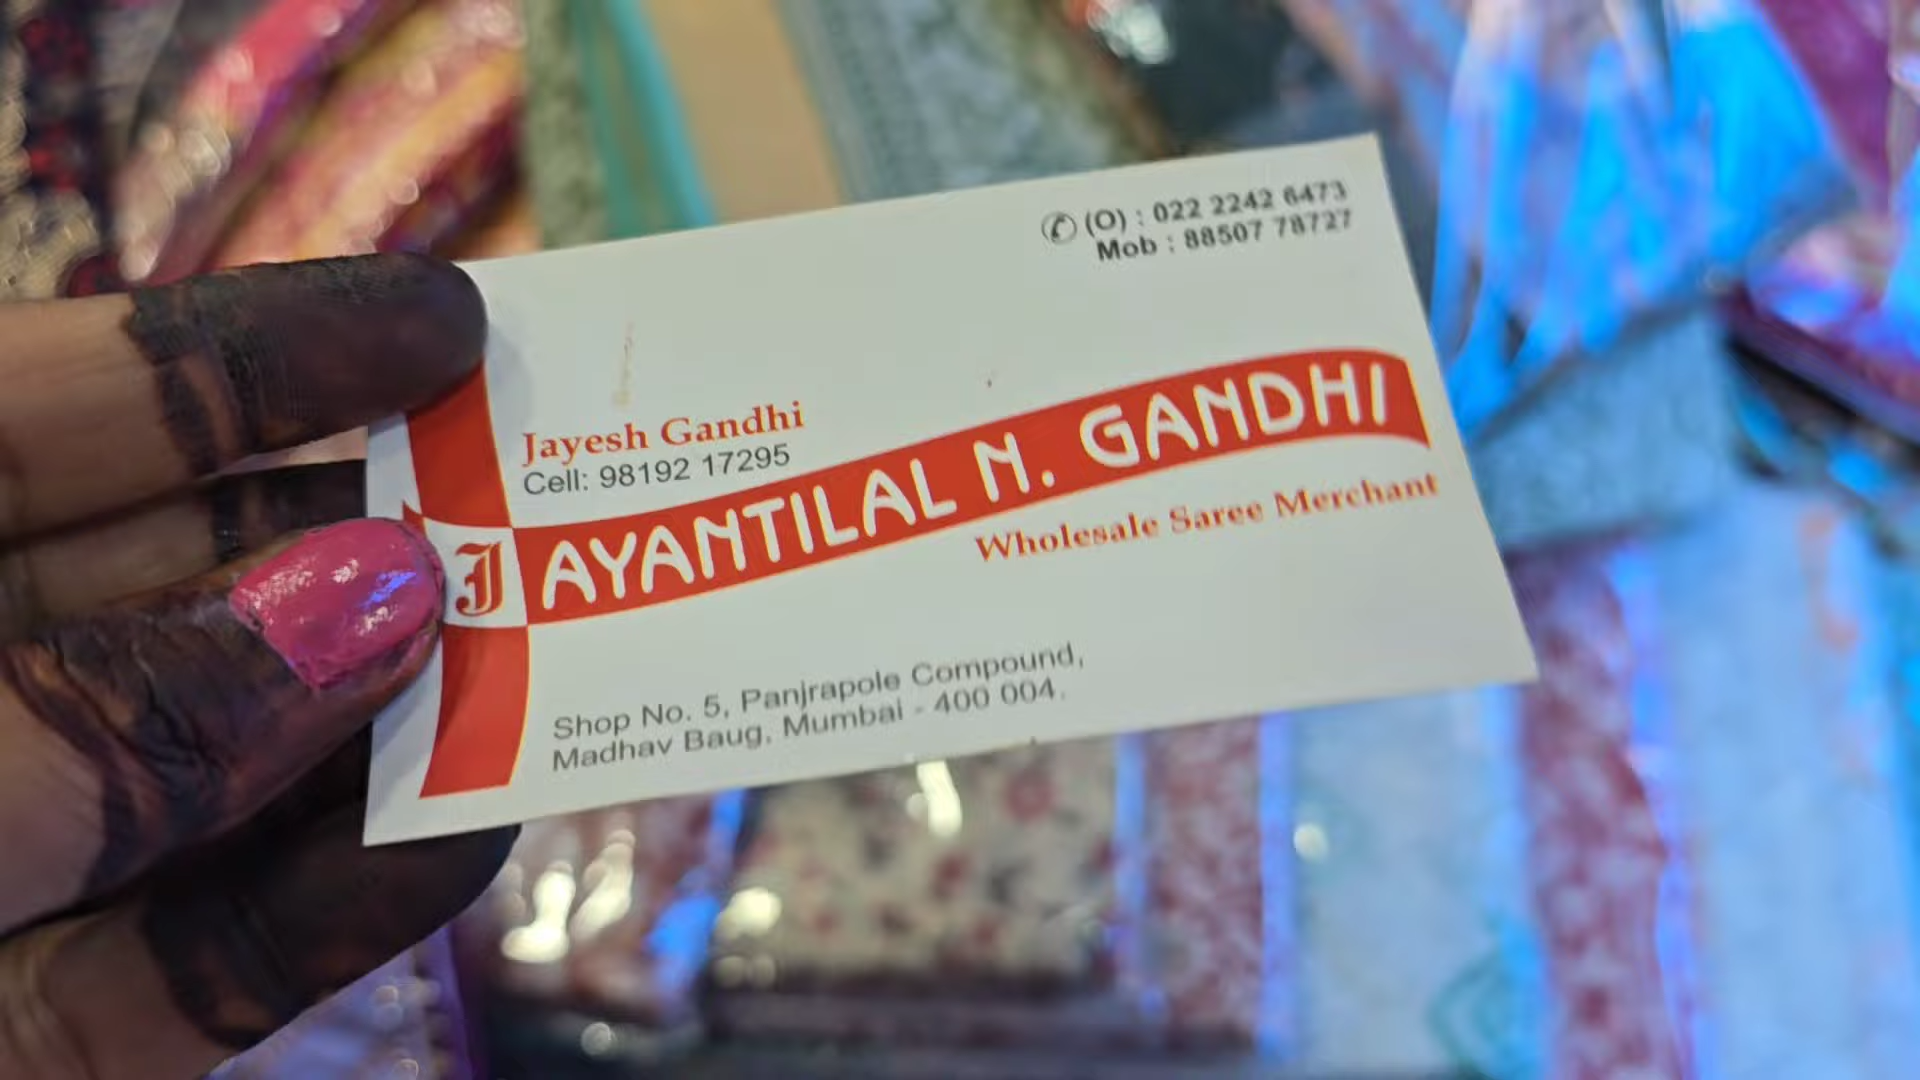 (O) : 022 2242 6473
Mob : 88507 78727
Jayesh Gandhi
Cell: 98192 17295
JAYANTILAL N. GANDHI
Wholesale Saree Merchant
Shop No. 5, Panjrapole Compound,
Madhav Baug, Mumbai - 400 004.